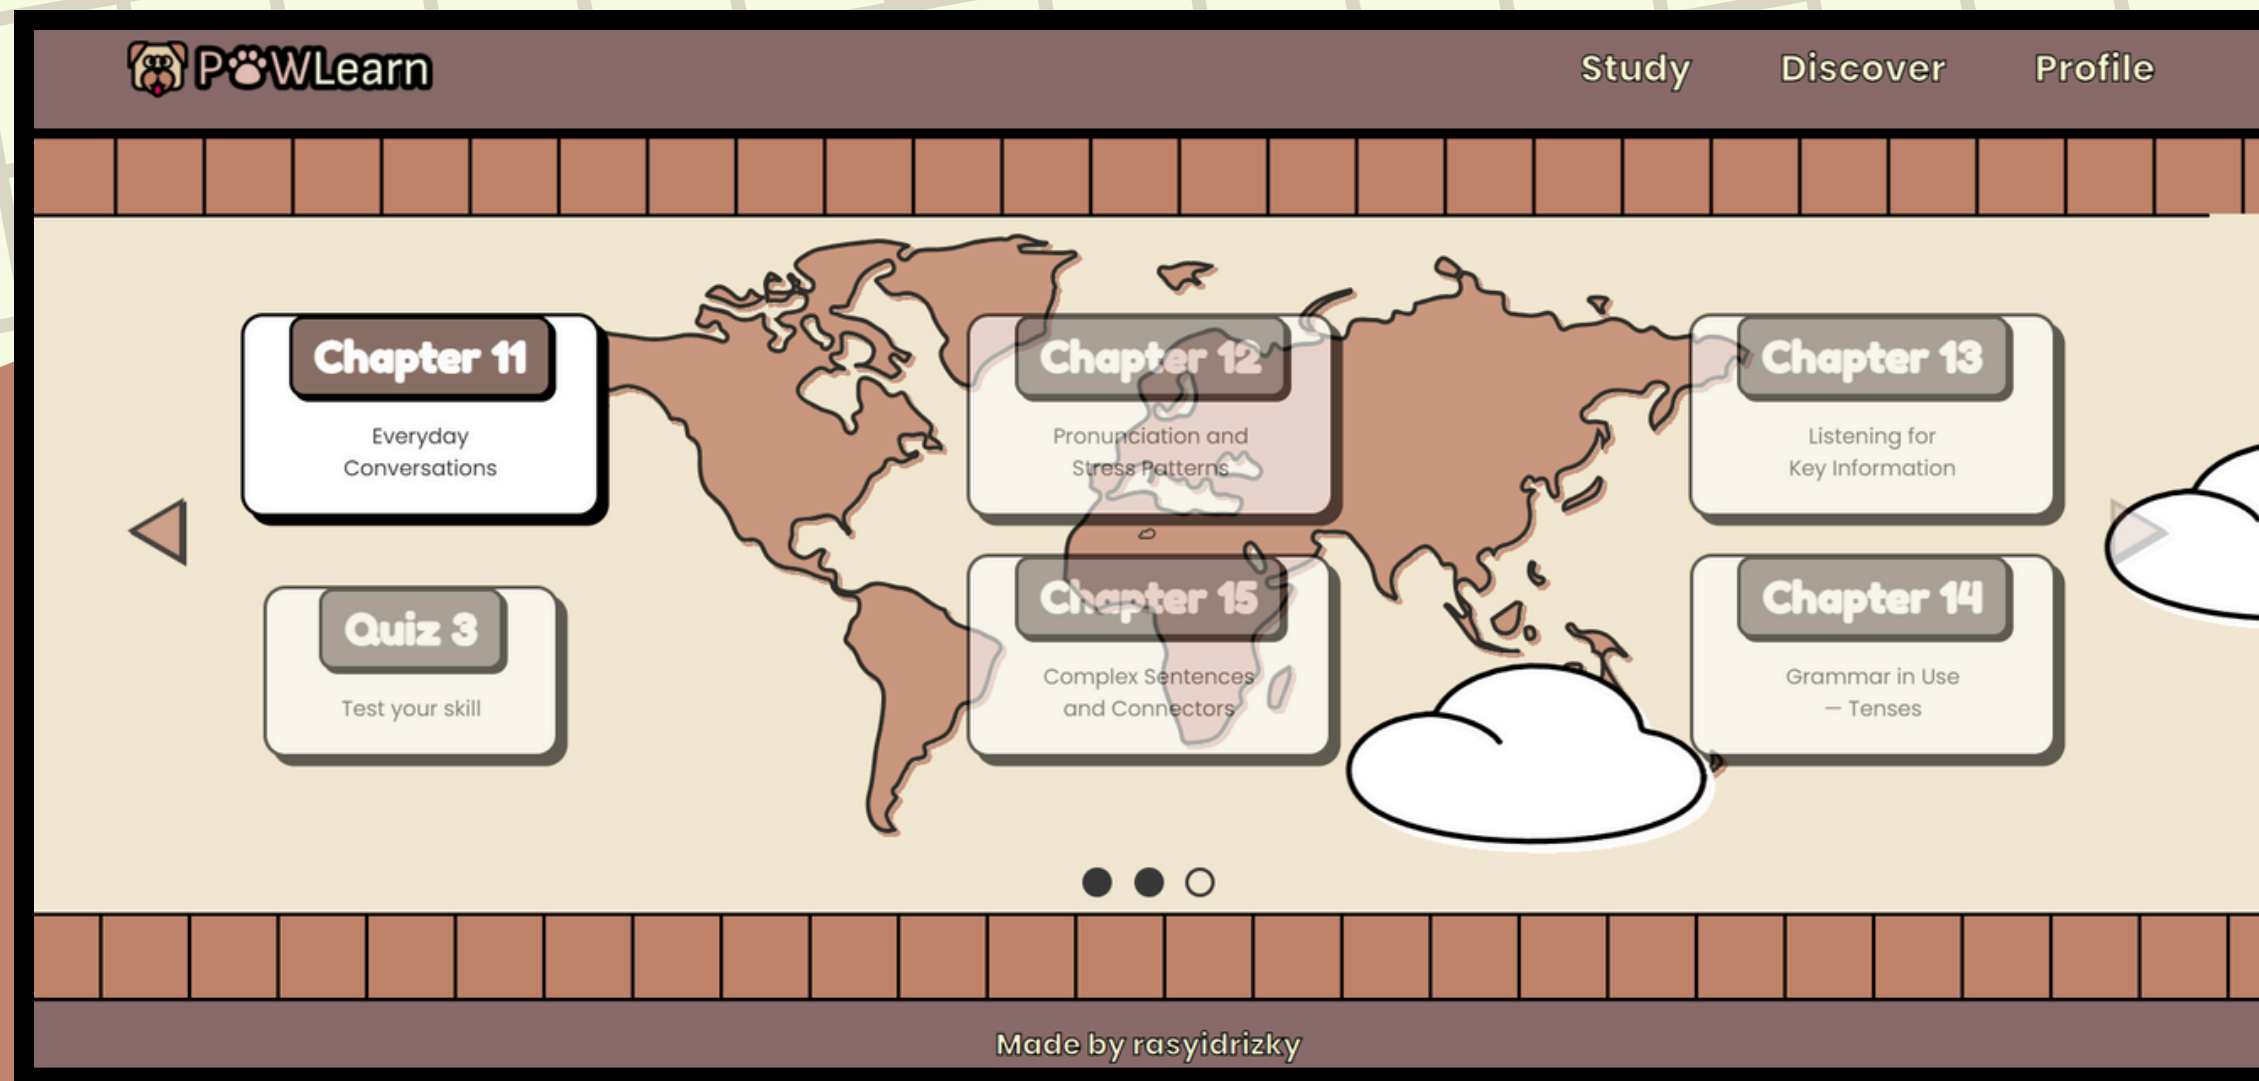 PAWLearn
Study
Discover
Profile
Chapter 11
Everyday
Conversations
Chapter 12
Pronunciation and
Stress Patterns
Chapter 13
Listening for
Key Information
Quiz 3
Test your skill
Chapter 15
Complex Sentences
and Connectors
Chapter 14
Grammar in Use
— Tenses
Made by rasyidrizky